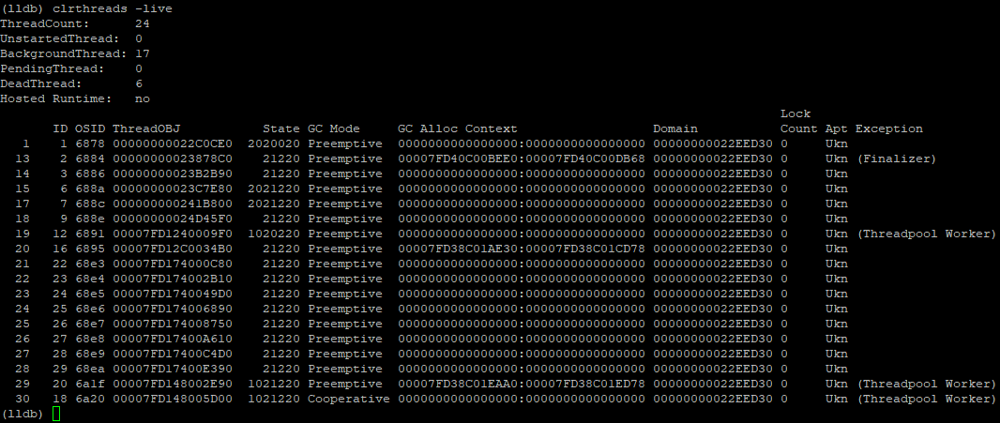 (lldb) clrthreads -live
ThreadCount:      24
UnstartedThread:  0
BackgroundThread: 17
PendingThread:    0
DeadThread:       6
Hosted Runtime:   no
Lock
ID OSID ThreadOBJ           State GC Mode     GC Alloc Context                  Domain           Count Apt Exception
1    1 6878 00000000022C0CE0  2020020 Preemptive  0000000000000000:0000000000000000 00000000022EED30 0     Ukn
13    2 6884 00000000023878C0    21220 Preemptive  00007FD40C00BEE0:00007FD40C00DB68 00000000022EED30 0     Ukn (Finalizer)
14    3 6886 00000000023B2B90    21220 Preemptive  0000000000000000:0000000000000000 00000000022EED30 0     Ukn
15    6 688a 00000000023C7E80  2021220 Preemptive  0000000000000000:0000000000000000 00000000022EED30 0     Ukn
17    7 688c 000000000241B800  2021220 Preemptive  0000000000000000:0000000000000000 00000000022EED30 0     Ukn
18    9 688e 00000000024D45F0    21220 Preemptive  0000000000000000:0000000000000000 00000000022EED30 0     Ukn
19   12 6891 00007FD1240009F0  1020220 Preemptive  0000000000000000:0000000000000000 00000000022EED30 0     Ukn (Threadpool Worker)
20   16 6895 00007FD12C0034B0    21220 Preemptive  00007FD38C01AE30:00007FD38C01CD78 00000000022EED30 0     Ukn
21   22 68e3 00007FD174000C80    21220 Preemptive  0000000000000000:0000000000000000 00000000022EED30 0     Ukn
22   23 68e4 00007FD174002B10    21220 Preemptive  0000000000000000:0000000000000000 00000000022EED30 0     Ukn
23   24 68e5 00007FD1740049D0    21220 Preemptive  0000000000000000:0000000000000000 00000000022EED30 0     Ukn
24   25 68e6 00007FD174006890    21220 Preemptive  0000000000000000:0000000000000000 00000000022EED30 0     Ukn
25   26 68e7 00007FD174008750    21220 Preemptive  0000000000000000:0000000000000000 00000000022EED30 0     Ukn
26   27 68e8 00007FD17400A610    21220 Preemptive  0000000000000000:0000000000000000 00000000022EED30 0     Ukn
27   28 68e9 00007FD17400C4D0    21220 Preemptive  0000000000000000:0000000000000000 00000000022EED30 0     Ukn
28   29 68ea 00007FD17400E390    21220 Preemptive  0000000000000000:0000000000000000 00000000022EED30 0     Ukn
29   20 6a1f 00007FD148002E90  1021220 Preemptive  00007FD38C01EAA0:00007FD38C01ED78 00000000022EED30 0     Ukn (Threadpool Worker)
30   18 6a20 00007FD148005D00  1021220 Cooperative 0000000000000000:0000000000000000 00000000022EED30 0     Ukn (Threadpool Worker)
(lldb)